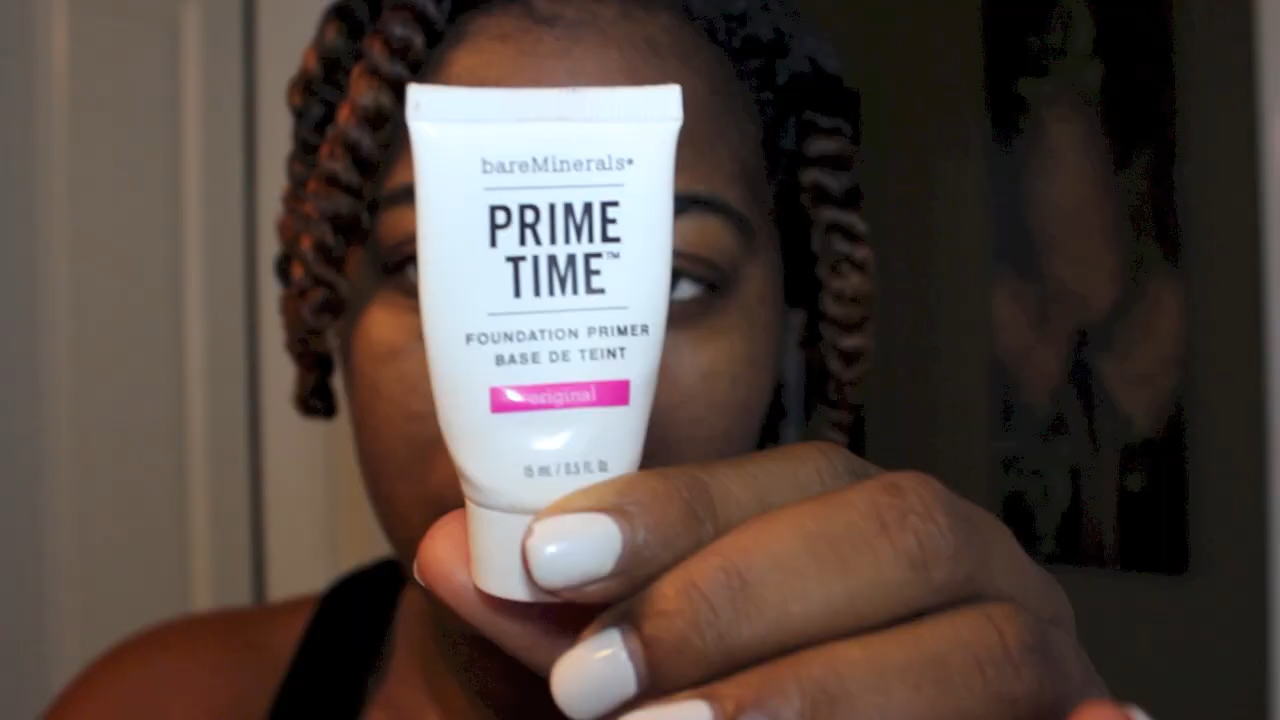 bareMinerals
PRIME
TIME™
FOUNDATION PRIMER
BASE DE TEINT
original
15 mL / 0.5 FL Oz